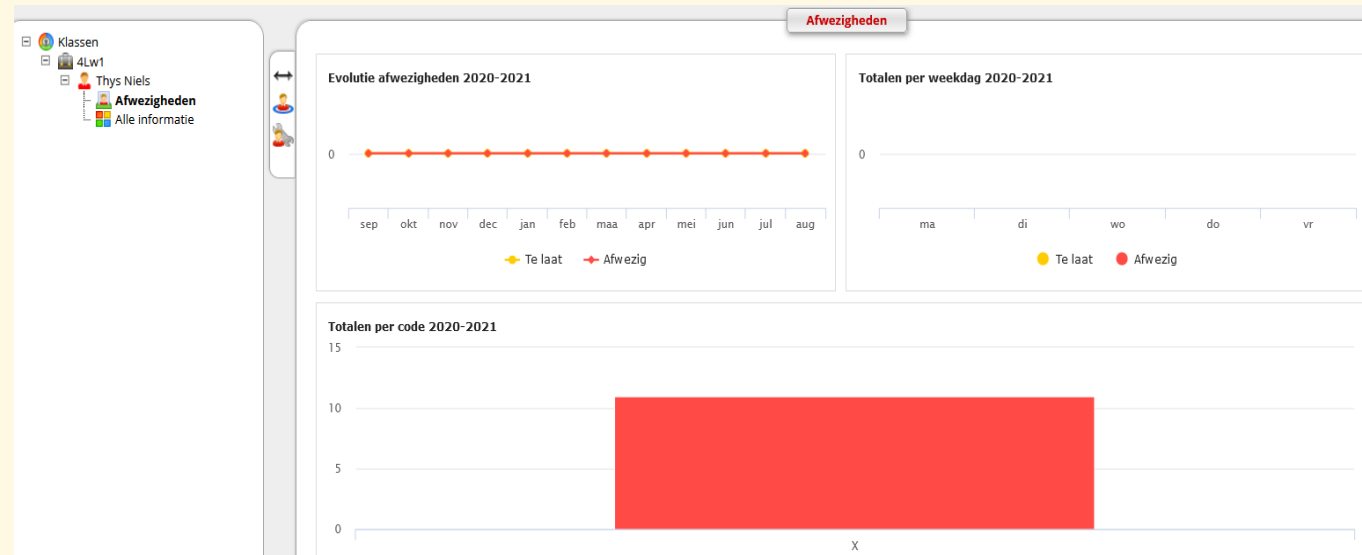 Afwezigheden
Klassen
4Lw1
Thys Niels
Afwezigheden
Alle informatie
Evolutie afwezigheden 2020-2021
0
sep okt nov dec jan feb maa apr mei jun jul aug
Te laat Afwezig
Totalen per weekdag 2020-2021
0
ma di wo do vr
Te laat Afwezig
Totalen per code 2020-2021
15
10
5
0
X